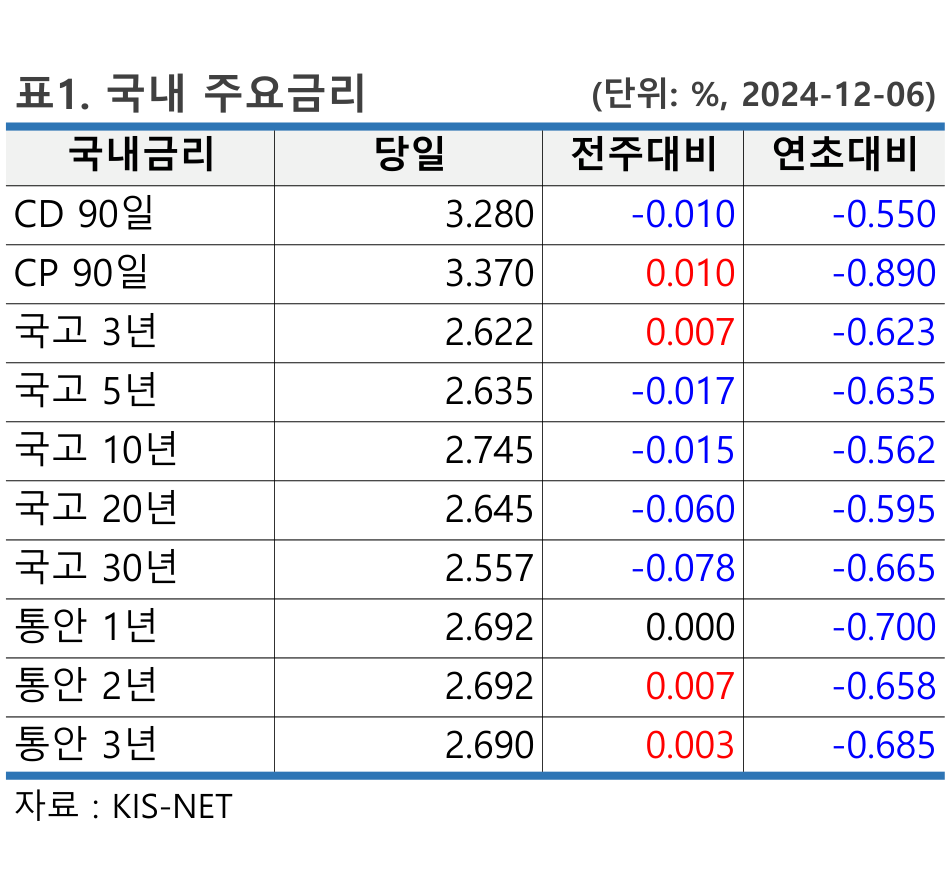 표1. 국내 주요금리 (단위: %, 2024-12-06)
국내금리 당일 전주대비 연초대비
CD 90일 3.280 -0.010 -0.550
CP 90일 3.370 0.010 -0.890
국고 3년 2.622 0.007 -0.623
국고 5년 2.635 -0.017 -0.635
국고 10년 2.745 -0.015 -0.562
국고 20년 2.645 -0.060 -0.595
국고 30년 2.557 -0.078 -0.665
통안 1년 2.692 0.000 -0.700
통안 2년 2.692 0.007 -0.658
통안 3년 2.690 0.003 -0.685
자료 : KIS-NET